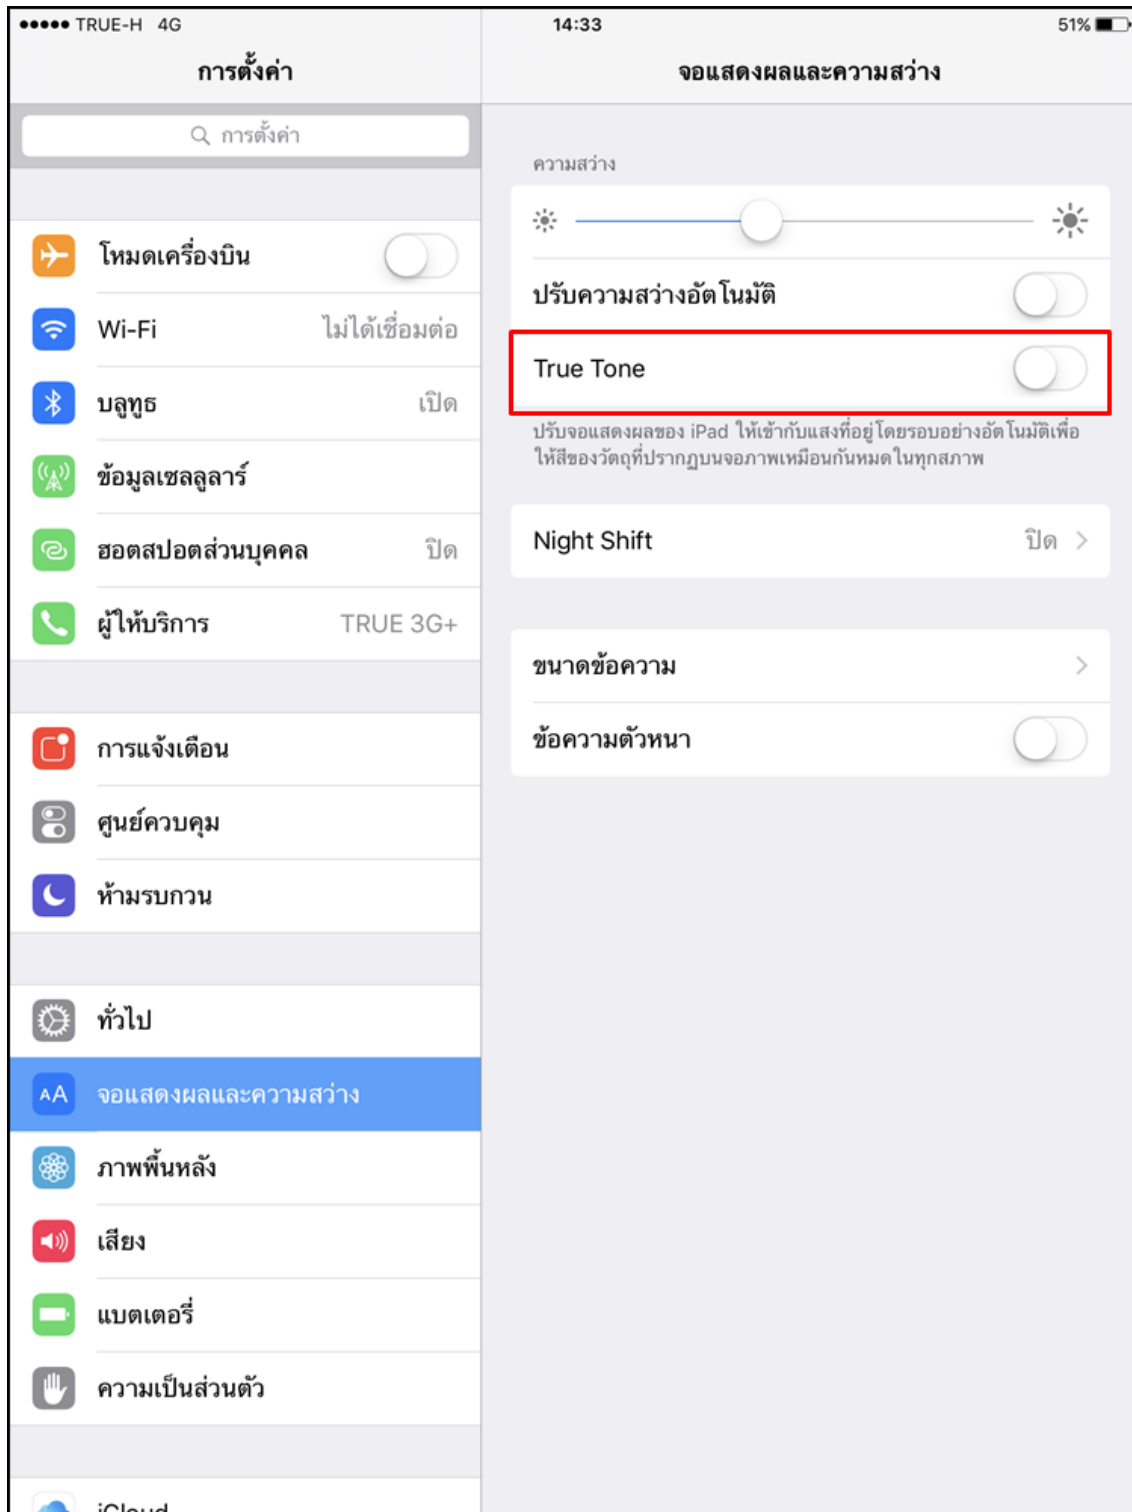 TRUE-H 4G
14:33
51%
การตั้งค่า
การตั้งค่า
โหมดเครื่องบิน
Wi-Fi ไม่ได้เชื่อมต่อ
บลูทูธ เปิด
ข้อมูลเซลลูลาร์
ฮอตสปอตส่วนบุคคล ปิด
ผู้ให้บริการ TRUE 3G+
การแจ้งเตือน
ศูนย์ควบคุม
ห้ามรบกวน
ทั่วไป
AA จอแสดงผลและความสว่าง
ภาพพื้นหลัง
เสียง
แบตเตอรี่
ความเป็นส่วนตัว
iCloud
จอแสดงผลและความสว่าง
ความสว่าง
ปรับความสว่างอัตโนมัติ
True Tone
ปรับจอแสดงผลของ iPad ให้เข้ากับแสงที่อยู่โดยรอบอย่างอัตโนมัติเพื่อ
ให้สีของวัตถุที่ปรากฏบนจอภาพเหมือนกันหมดในทุกสภาพ
Night Shift ปิด
ขนาดข้อความ
ข้อความตัวหนา